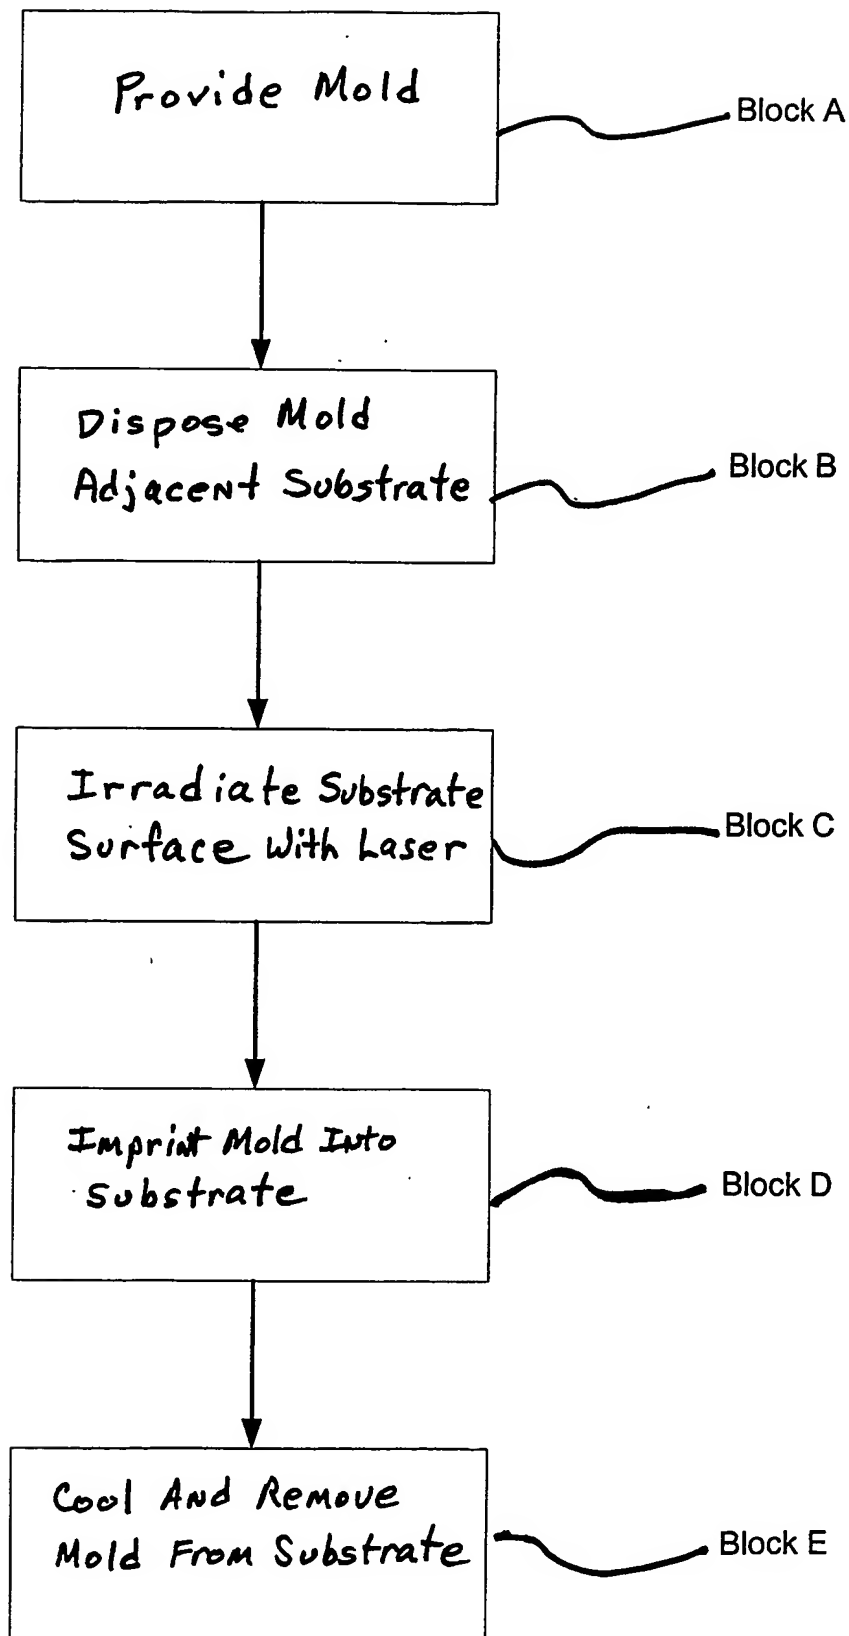 Provide Mold
Block A
Dispose Mold
Adjacent Substrate
Block B
Irradiate Substrate
Surface With Laser
Block C
Imprint Mold Into
Substrate
Block D
Cool And Remove
Mold From Substrate
Block E